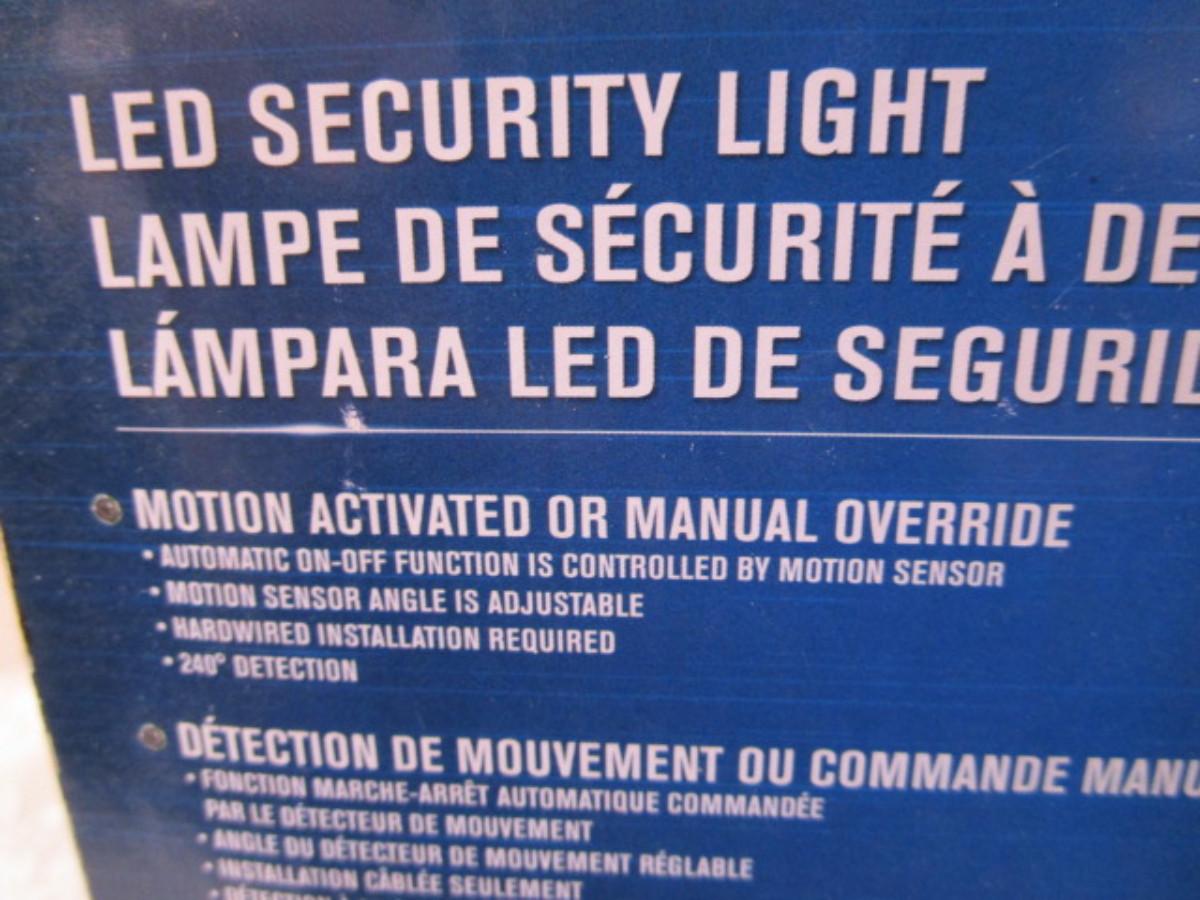 LED SECURITY LIGHT
LAMPE DE SÉCURITÉ À DE
LÁMPARA LED DE SEGURID
MOTION ACTIVATED OR MANUAL OVERRIDE
• AUTOMATIC ON-OFF FUNCTION IS CONTROLLED BY MOTION SENSOR
• MOTION SENSOR ANGLE IS ADJUSTABLE
• HARDWIRED INSTALLATION REQUIRED
• 240° DETECTION
DÉTECTION DE MOUVEMENT OU COMMANDE MANU
• FONCTION MARCHE-ARRÊT AUTOMATIQUE COMMANDÉE
PAR LE DÉTECTEUR DE MOUVEMENT
• ANGLE DU DÉTECTEUR DE MOUVEMENT RÉGLABLE
• INSTALLATION CÂBLÉE SEULEMENT
• DÉTECTION À